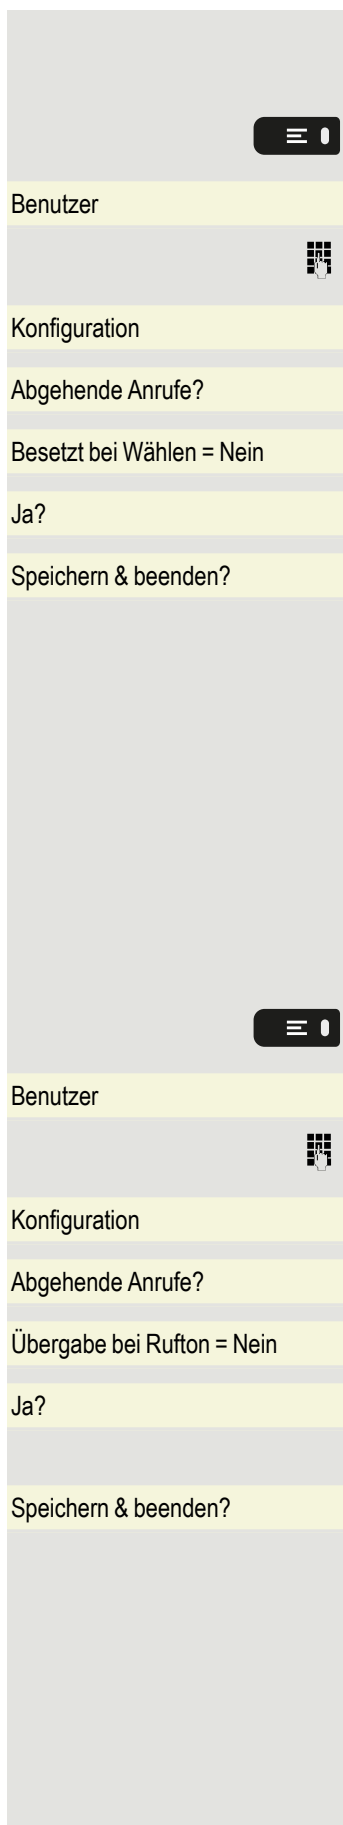 Benutzer
Konfiguration
Abgehende Anrufe?
Besetzt bei Wählen = Nein
Ja?
Speichern & beenden?
Benutzer
Konfiguration
Abgehende Anrufe?
Übergabe bei Rufton = Nein
Ja?
Speichern & beenden?